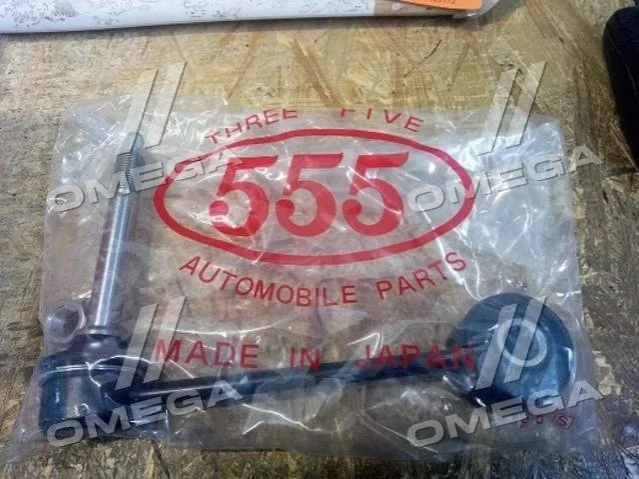 THREE FIVE
555
AUTOMOBILE PARTS
MADE IN JAPAN
OMEGA
OMEGA
OMEGA
OMEGA